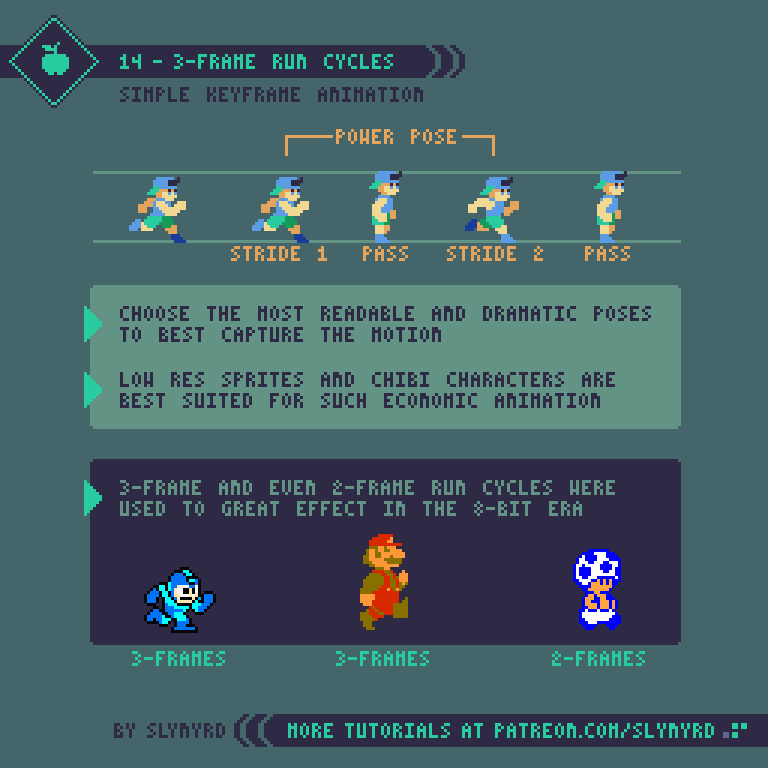 14 - 3-FRAME RUN CYCLES
SIMPLE KEYFRAME ANIMATION
POWER POSE
STRIDE 1 PASS STRIDE 2 PASS
CHOOSE THE MOST READABLE AND DRAMATIC POSES
TO BEST CAPTURE THE MOTION
LOW RES SPRITES AND CHIBI CHARACTERS ARE
BEST SUITED FOR SUCH ECONOMIC ANIMATION
3-FRAME AND EVEN 2-FRAME RUN CYCLES WERE
USED TO GREAT EFFECT IN THE 8-BIT ERA
3-FRAMES 3-FRAMES 2-FRAMES
BY SLYNYRD MORE TUTORIALS AT PATREON.COM/SLYNYRD